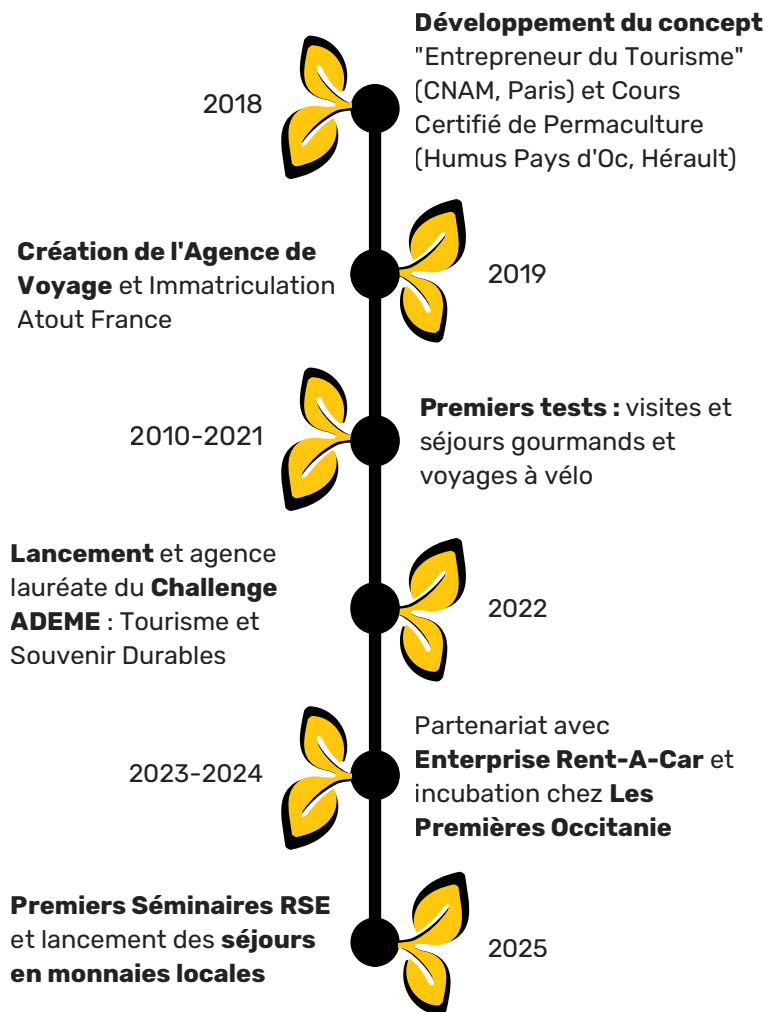 2018
Développement du concept
"Entrepreneur du Tourisme"
(CNAM, Paris) et Cours
Certifié de Permaculture
(Humus Pays d'Oc, Hérault)
Création de l'Agence de
Voyage et Immatriculation
Atout France
2019
2010-2021
Premiers tests : visites et
séjours gourmands et
voyages à vélo
Lancement et agence
lauréate du Challenge
ADEME : Tourisme et
Souvenir Durables
2022
2023-2024
Partenariat avec
Enterprise Rent-A-Car et
incubation chez Les
Premières Occitanie
Premiers Séminaires RSE
et lancement des séjours
en monnaies locales
2025